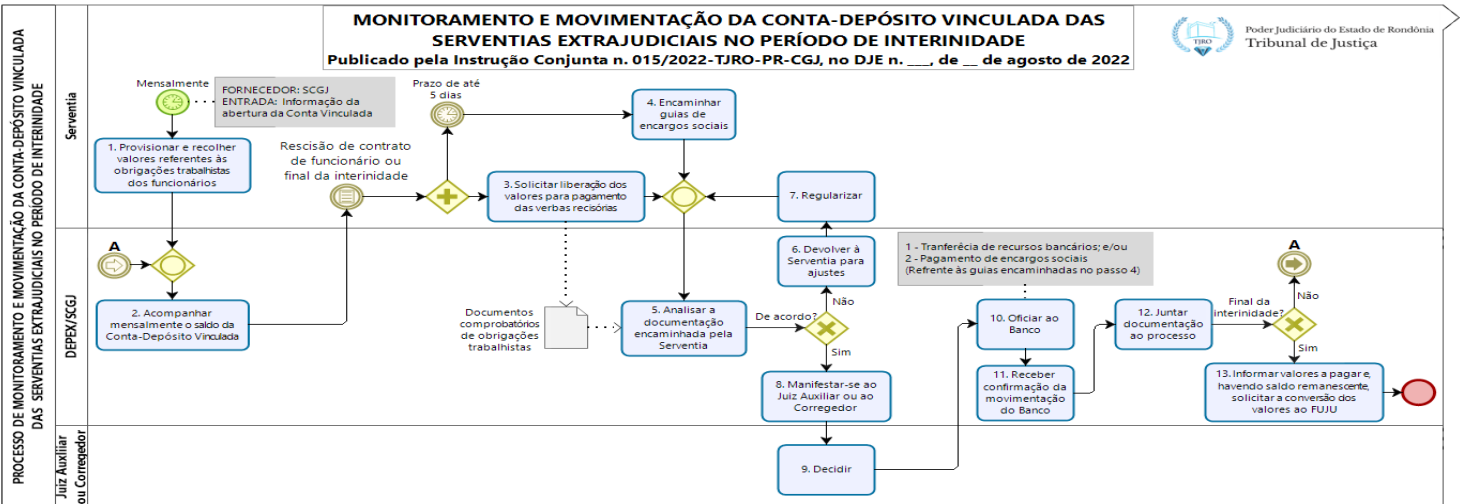 MONITORAMENTO E MOVIMENTAÇÃO DA CONTA-DEPÓSITO VINCULADA DAS
SERVENTIAS EXTRAJUDICIAIS NO PERÍODO DE INTERINIDADE
Publicado pela Instrução Conjunta n. 015/2022-TJRO-PR-CGJ, no DJE n. ___, de __ de agosto de 2022
TJRO
Poder Judiciário do Estado de Rondônia
Tribunal de Justiça
PROCESSO DE MONITORAMENTO E MOVIMENTAÇÃO DA CONTA-DEPÓSITO VINCULADA
DAS SERVENTIAS EXTRAJUDICIAIS NO PERÍODO DE INTERINIDADE
Serventia
Mensalmente
FORNECEDOR: SCGJ
ENTRADA: Informação da
abertura da Conta Vinculada
1. Provisionar e recolher
valores referentes às
obrigações trabalhistas
dos funcionários
Rescisão de contrato
de funcionário ou
final da interinidade
Prazo de até
5 dias
4. Encaminhar
guias de
encargos sociais
3. Solicitar liberação dos
valores para pagamento
das verbas recisórias
7. Regularizar
DEPEX/SCGJ
A
2. Acompanhar
mensalmente o saldo da
Conta-Depósito Vinculada
Documentos
comprobatórios
de obrigações
trabalhistas
5. Analisar a
documentação
encaminhada pela
Serventia
De acordo?
6. Devolver à
Serventia para
ajustes
Não
Sim
8. Manifestar-se ao
Juiz Auxiliar ou ao
Corregedor
1 - Tranferêcia de recursos bancários; e/ou
2 - Pagamento de encargos sociais
(Refrente às guias encaminhadas no passo 4)
10. Oficiar ao
Banco
11. Receber
confirmação da
movimentação
do Banco
12. Juntar
documentação
ao processo
Final da
interinidade?
A
Não
Sim
13. Informar valores a pagar e,
havendo saldo remanescente,
solicitar a conversão dos
valores ao FUJU
Juiz Auxiliar
ou Corregedor
9. Decidir